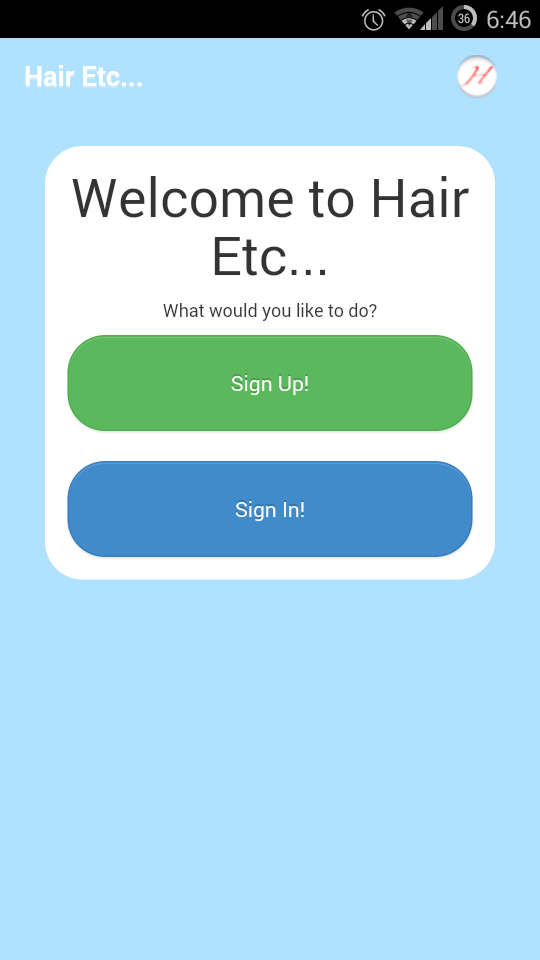 36 6:46
Hair Etc...
H
Welcome to Hair
Etc...
What would you like to do?
Sign Up!
Sign In!